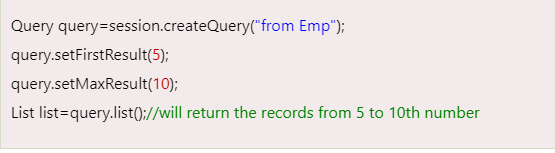 Query query=session.createQuery("from Emp");
query.setFirstResult(5);
query.setMaxResult(10);
List list=query.list();//will return the records from 5 to 10th number